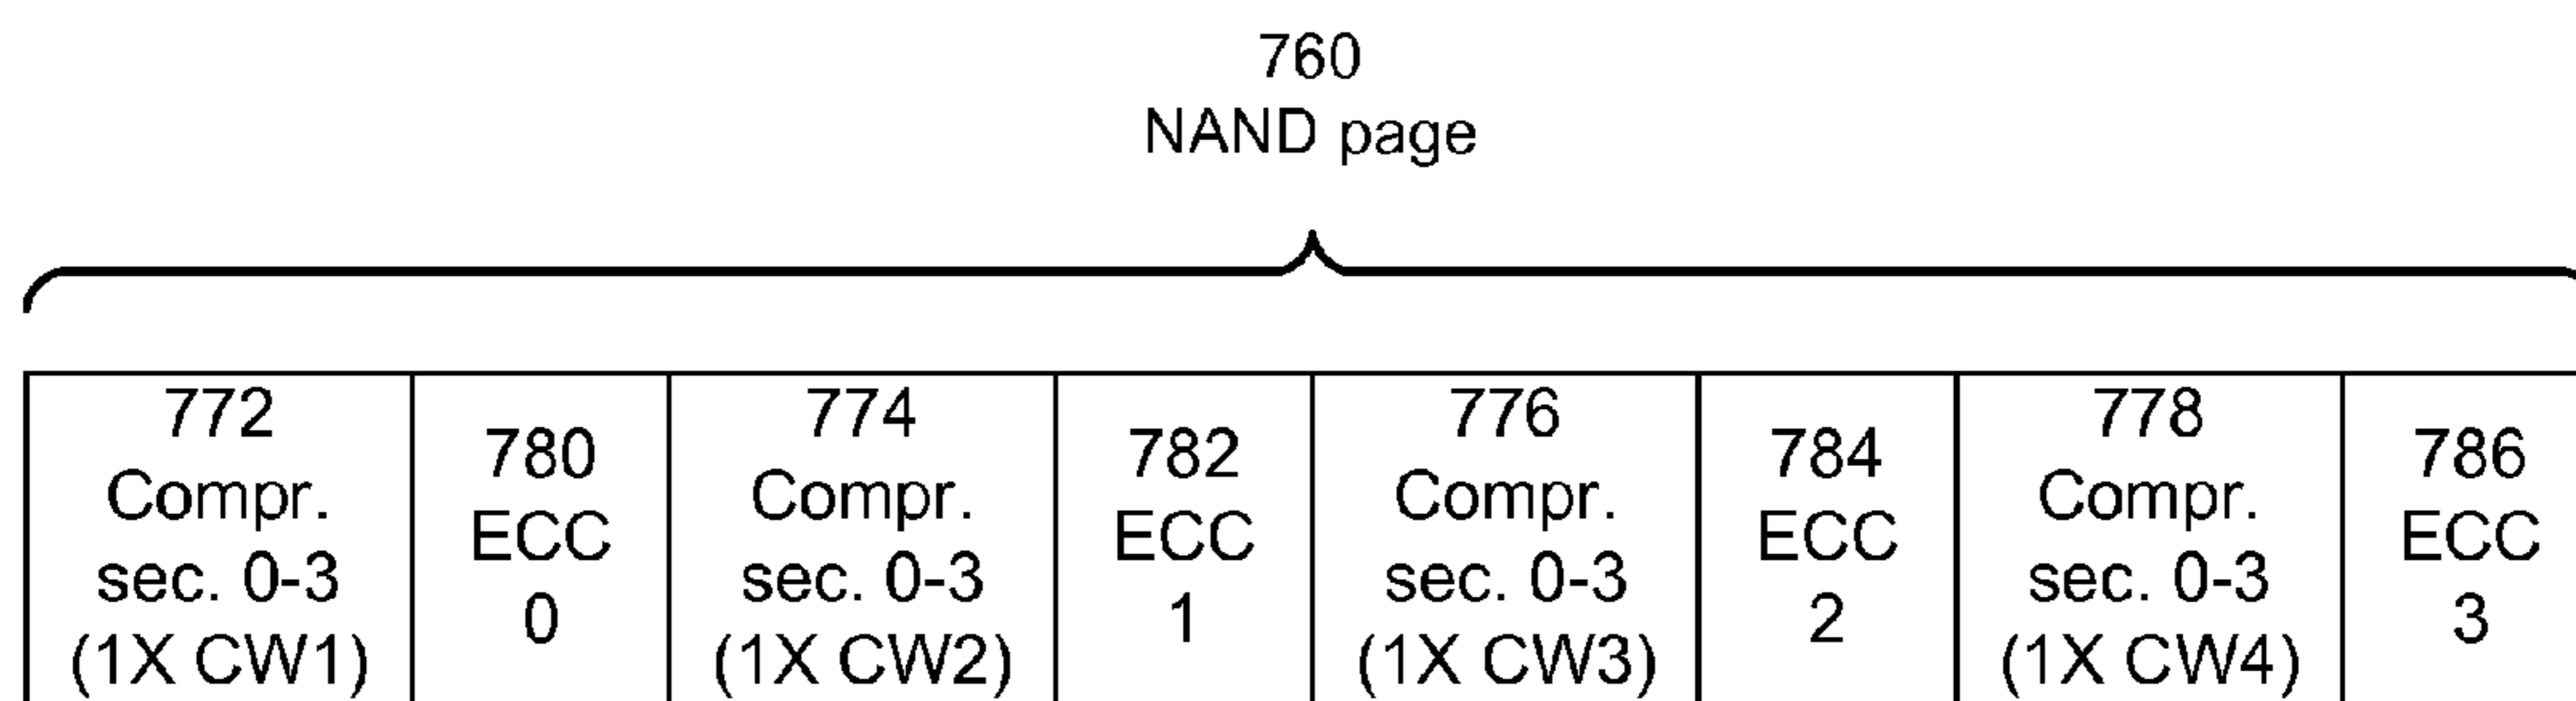 760
NAND page
772
Compr.
sec. 0-3
(1X CW1)
780
ECC
0
774
Compr.
sec. 0-3
(1X CW2)
782
ECC
1
776
Compr.
sec. 0-3
(1X CW3)
784
ECC
2
778
Compr.
sec. 0-3
(1X CW4)
786
ECC
3